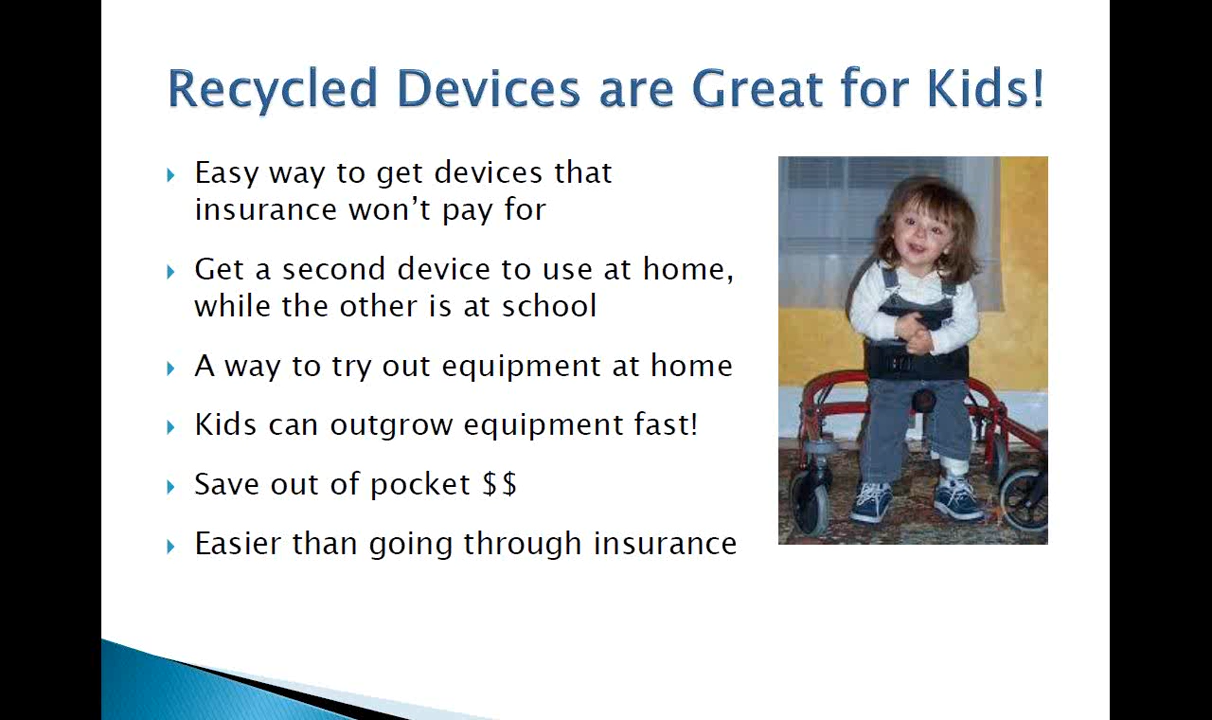 Recycled Devices are Great for Kids!
Easy way to get devices that
insurance won’t pay for
Get a second device to use at home,
while the other is at school
A way to try out equipment at home
Kids can outgrow equipment fast!
Save out of pocket $$
Easier than going through insurance